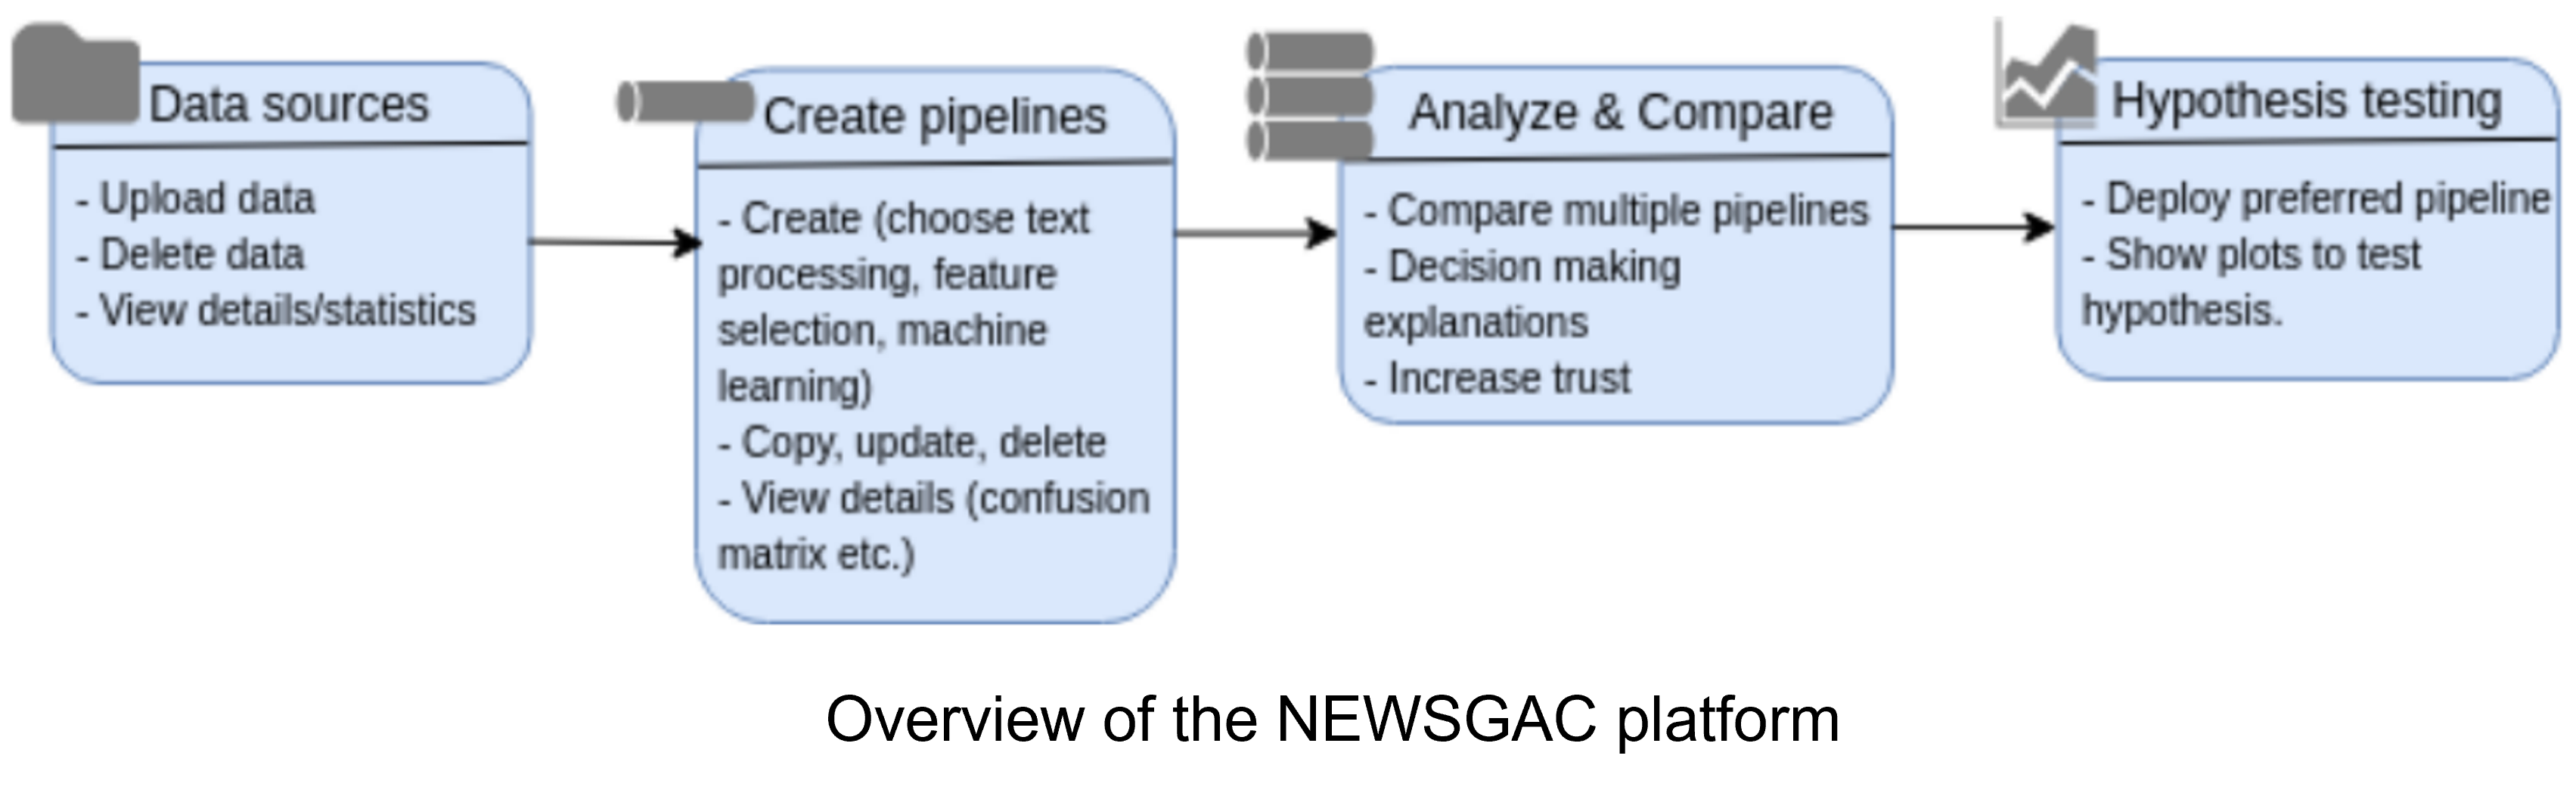 Data sources
- Upload data
- Delete data
- View details/statistics
Create pipelines
- Create (choose text
processing, feature
selection, machine
learning)
- Copy, update, delete
- View details (confusion
matrix etc.)
Analyze & Compare
- Compare multiple pipelines
- Decision making
explanations
- Increase trust
Hypothesis testing
- Deploy preferred pipeline
- Show plots to test
hypothesis.
Overview of the NEWSGAC platform